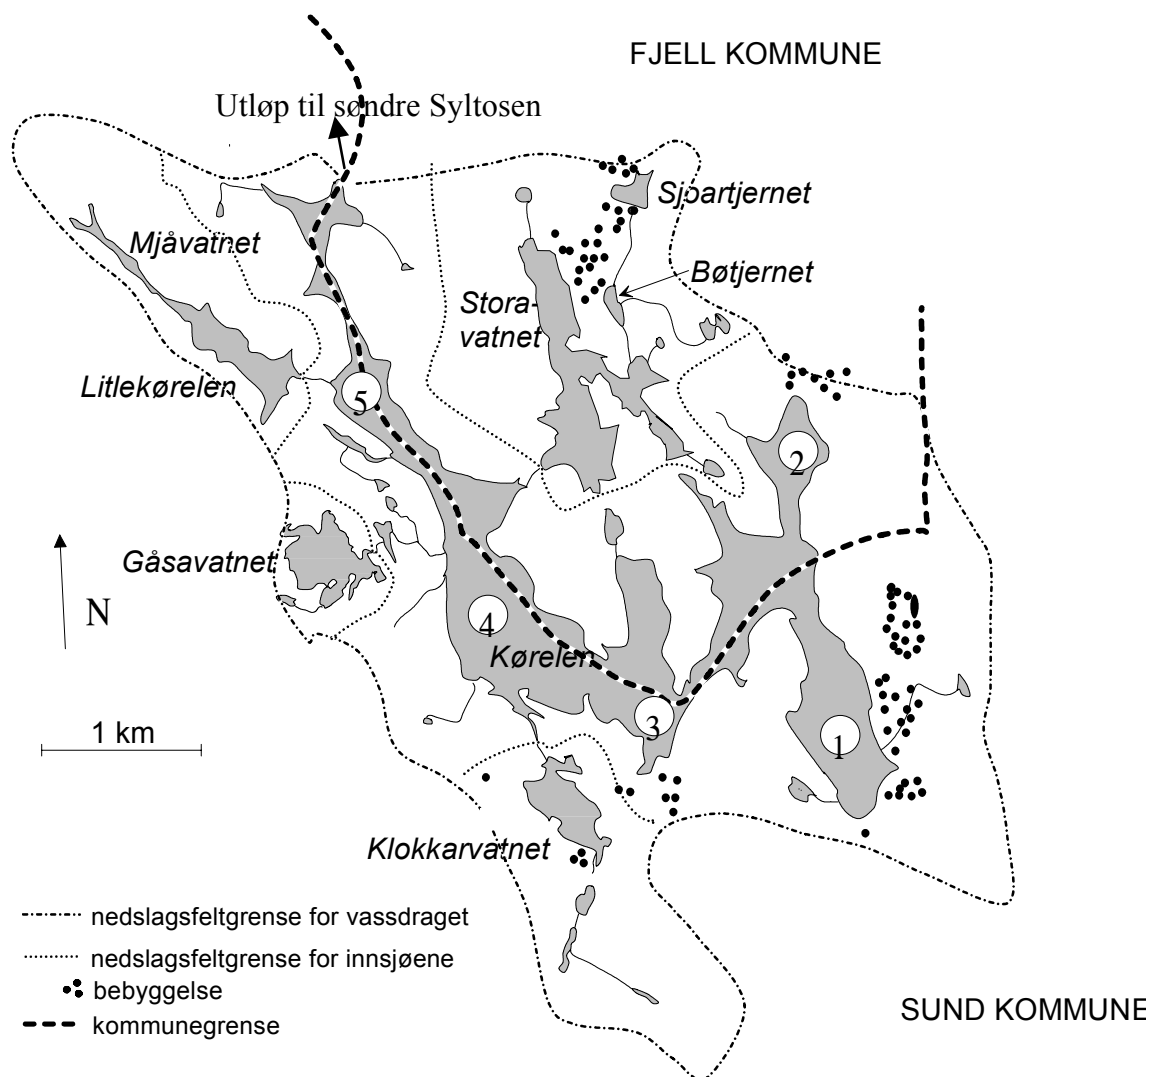 FJELL KOMMUNE
Utløp til søndre Syltosen
Sjoartjernet
Mjåvatnet
Bøtjernet
Stora-
vatnet
Litlekørelen
5
2
Gåsavatnet
N
4
Kørelen
3
1 km
1
Klokkarvatnet
nedslagsfeltgrense for vassdraget
nedslagsfeltgrense for innsjøene
bebyggelse
kommunegrense
SUND KOMMUNE